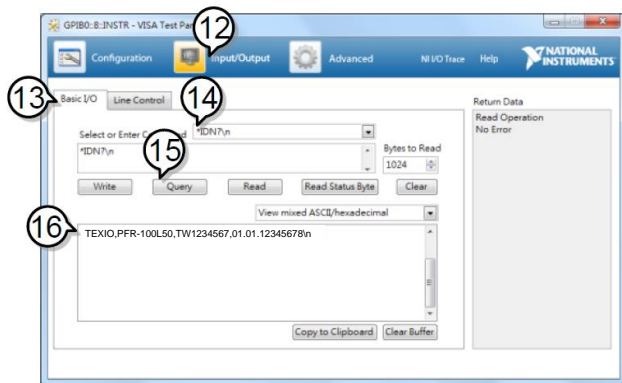 GPIB0::8::INSTR - VISA Test Pan
12
Configuration Input/Output Advanced NI I/O Trace Help NATIONAL INSTRUMENTS
13
Basic I/O Line Control
14
Return Data
Read Operation
No Error
Select or Enter *IDN?\n
15
*IDN?\n
Bytes to Read
1024
Write Query Read Read Status Byte Clear
View mixed ASCII/hexadecimal
16
TEXIO,PFR-100L50,TW1234567,01.01.12345678\n
Copy to Clipboard Clear Buffer